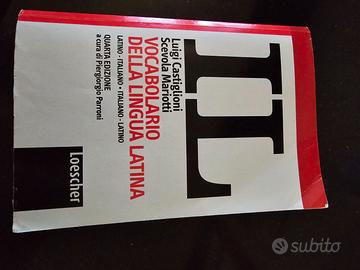 IL
Luigi Castiglioni
Scevola Mariotti
VOCABOLARIO
DELLA LINGUA LATINA
LATINO - ITALIANO • ITALIANO - LATINO
QUARTA EDIZIONE
a cura di Piergiorgio Parroni
Loescher
subito